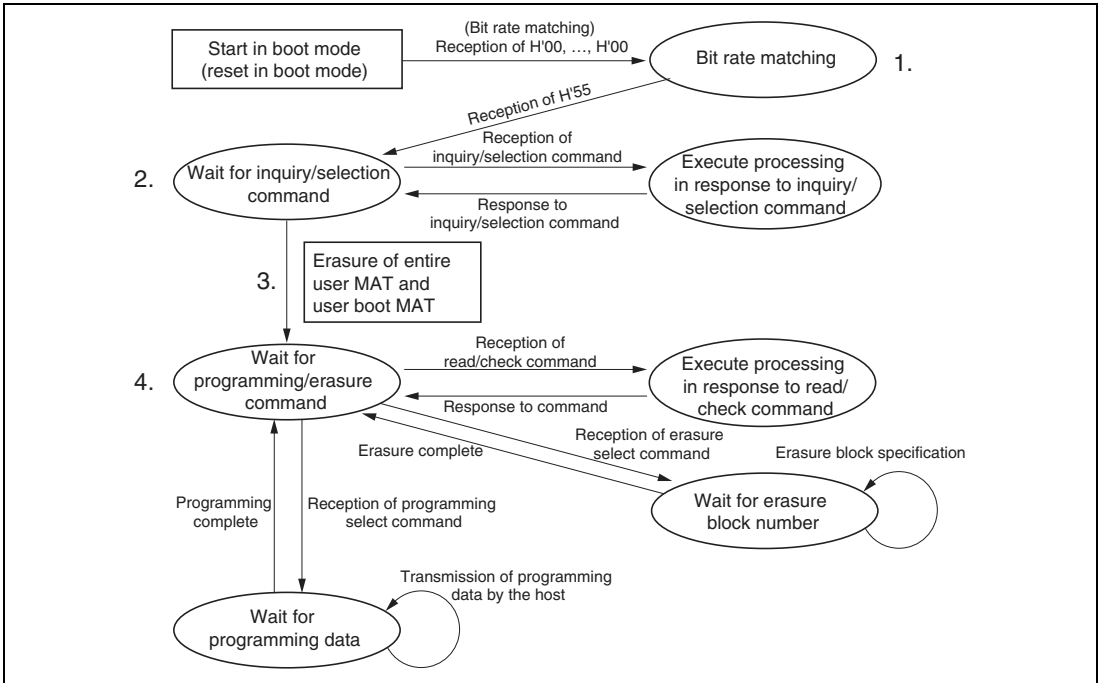 (Bit rate matching)
Reception of H'00, …, H'00
Start in boot mode
(reset in boot mode)
Bit rate matching
1.
Reception of H'55
2.
Wait for inquiry/selection
command
Reception of
inquiry/selection command
Response to
inquiry/selection command
Execute processing
in response to inquiry/
selection command
3.
Erasure of entire
user MAT and
user boot MAT
4.
Wait for
programming/erasure
command
Reception of
read/check command
Response to command
Execute processing
in response to read/
check command
Erasure complete
Reception of erasure
select command
Erasure block specification
Wait for erasure
block number
Programming
complete
Reception of programming
select command
Transmission of programming
data by the host
Wait for
programming data